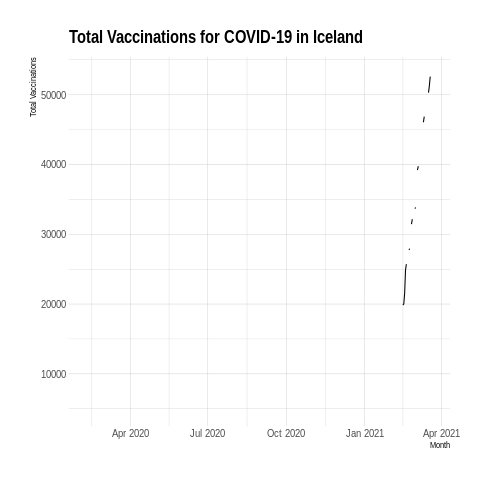 Total Vaccinations for COVID-19 in Iceland
Total Vaccinations
50000
40000
30000
20000
10000
Apr 2020 Jul 2020 Oct 2020 Jan 2021 Apr 2021
Month